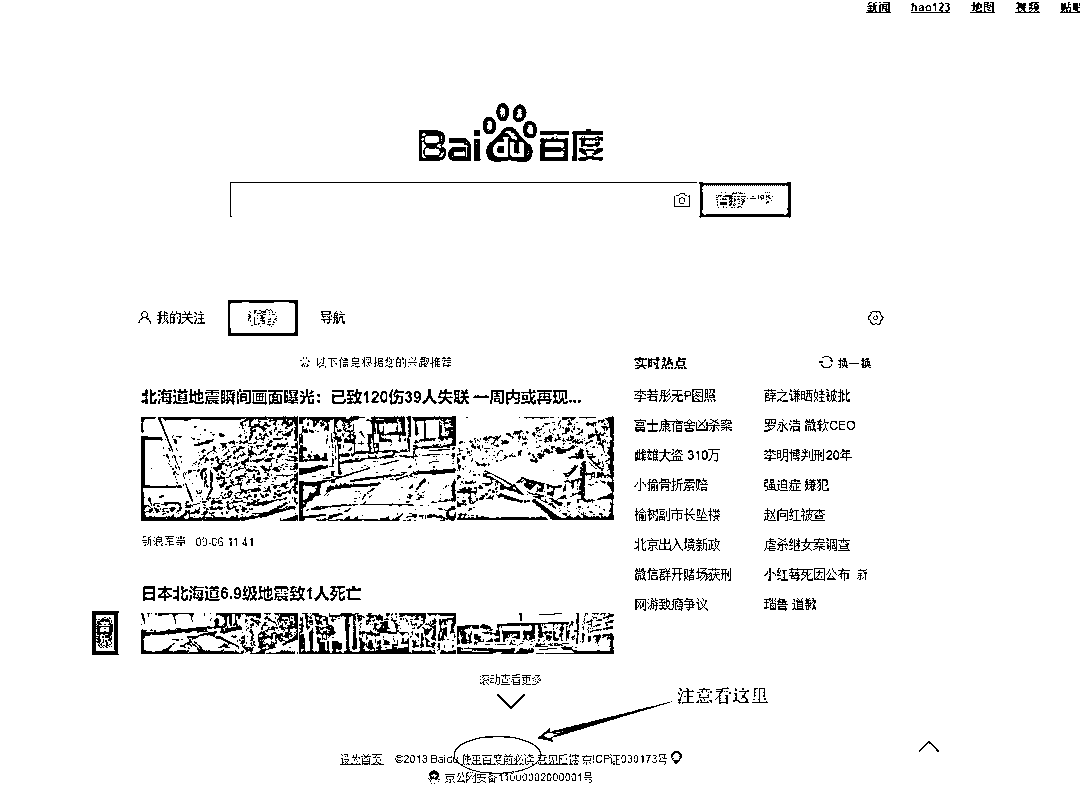 新闻 hao123 地图 视频
Baidu百度
我的关注 推荐 导航
以下信息根据您的兴趣推荐
实时热点 换一换
北海道地震瞬间画面曝光：已致120伤39人失联 一周内或再现...
李若彤无P图照 薛之谦晒娃被批
富士康宿舍凶杀案 罗永浩 微软CEO
雌雄大盗 310万 李明博判刑20年
小偷骨折索赔 强迫症 嫌犯
榆树副市长坠楼 赵向红被查
新浪军事 09-06 11:41
北京出入境新政 虐杀继女案调查
微信群开赌场获刑 小红莓死因公布 新
日本北海道6.9级地震致1人死亡
网游致瘾争议 瑞鲁 道歉
音乐
滚动查看更多
注意看这里
设为首页 ©2018 Baidu 使用百度前必读 意见反馈 京ICP证030173号
京公网安备11000002000001号